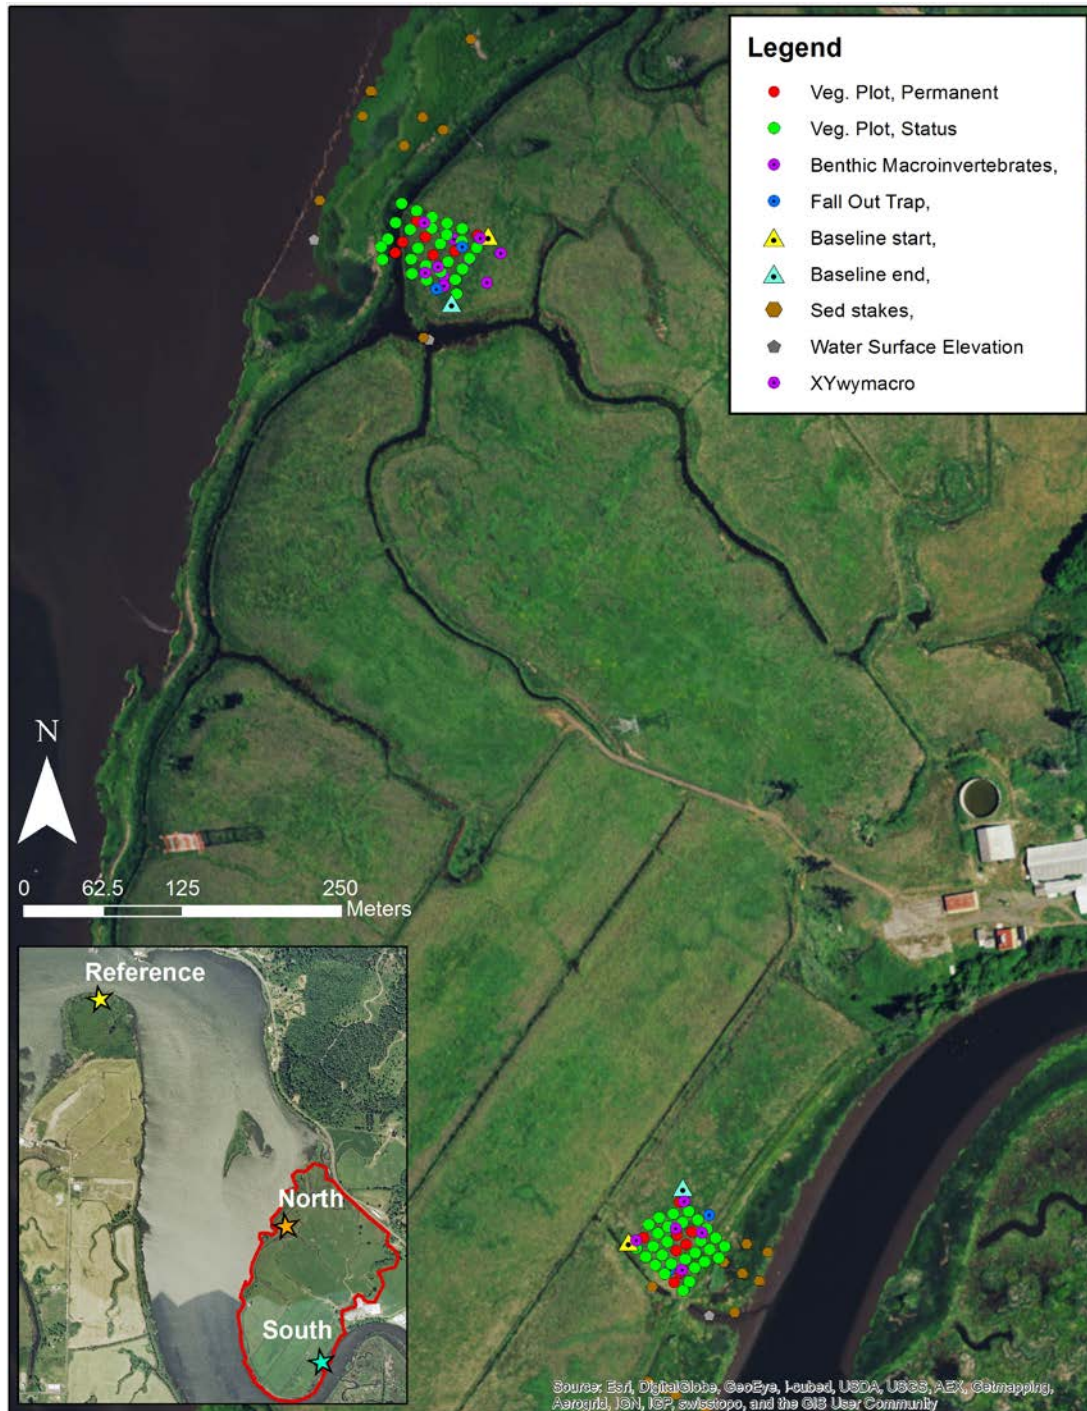 Legend
Veg. Plot, Permanent
Veg. Plot, Status
Benthic Macroinvertebrates,
Fall Out Trap,
Baseline start,
Baseline end,
Sed stakes,
Water Surface Elevation
XYwymacro
N
0 62.5 125 250
Meters
Reference
North
South
Source: Esri, DigitalGlobe, GeoEye, i-cubed, USDA, USGS, AEX, Getmapping,
Aerogrid, IGN, IGP, swisstopo, and the GIS User Community